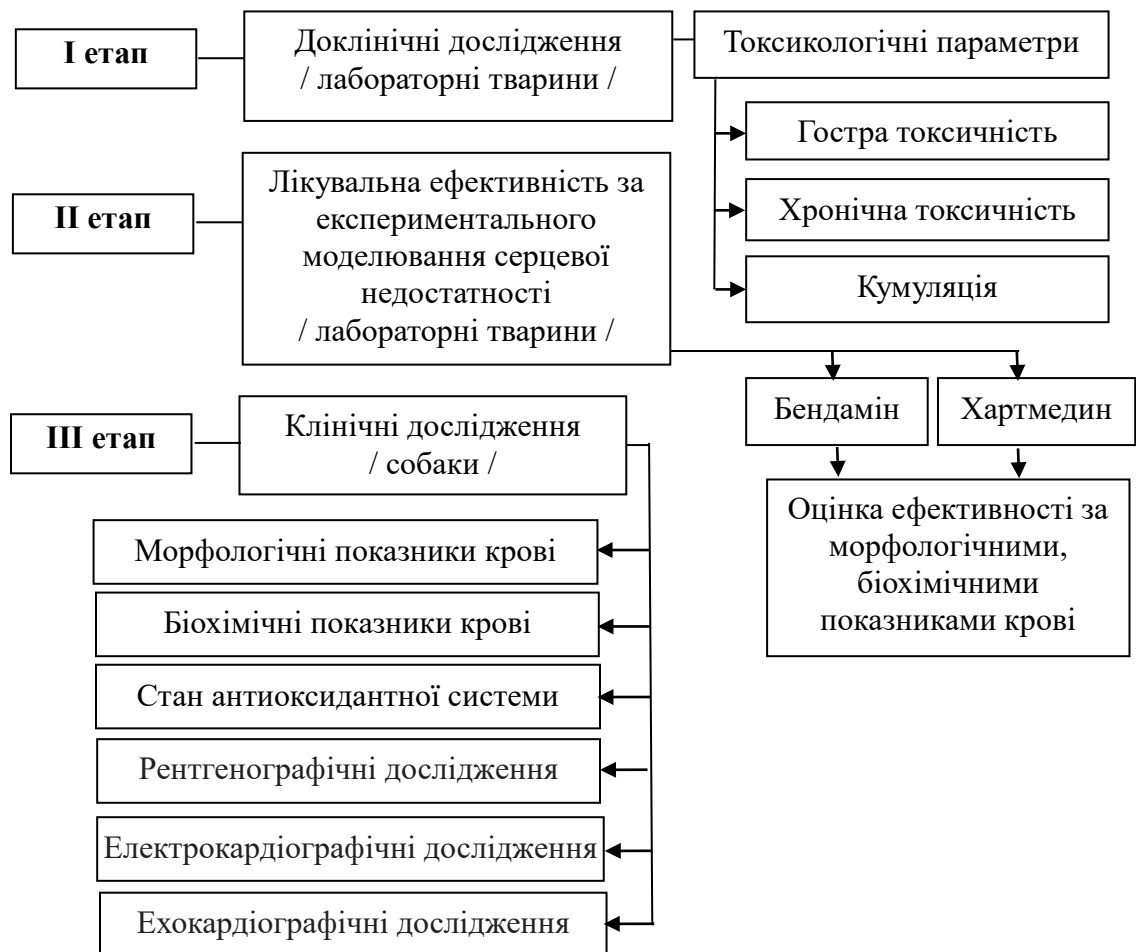 І етап
Доклінічні дослідження
/ лабораторні тварини /
Токсикологічні параметри
Гостра токсичність
Хронічна токсичність
Кумуляція
ІІ етап
Лікувальна ефективність за
експериментального
моделювання серцевої
недостатності
/ лабораторні тварини /
Бендамін
Хартмедин
Оцінка ефективності за
морфологічними,
біохімічними
показниками крові
ІІІ етап
Клінічні дослідження
/ собаки /
Морфологічні показники крові
Біохімічні показники крові
Стан антиоксидантної системи
Рентгенографічні дослідження
Електрокардіографічні дослідження
Ехокардіографічні дослідження